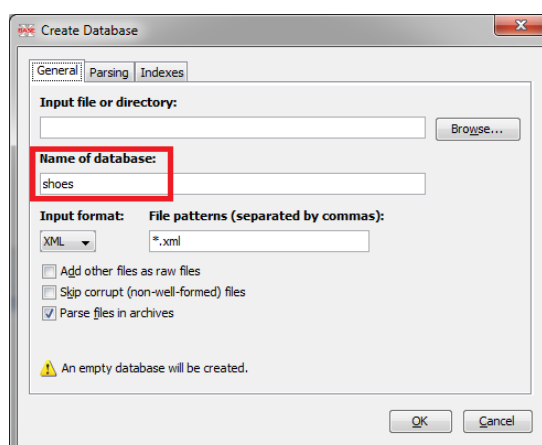 BASE Create Database
General Parsing Indexes
Input file or directory:
Browse...
Name of database:
shoes
Input format: File patterns (separated by commas):
XML *.xml
Add other files as raw files
Skip corrupt (non-well-formed) files
Parse files in archives
An empty database will be created.
OK Cancel